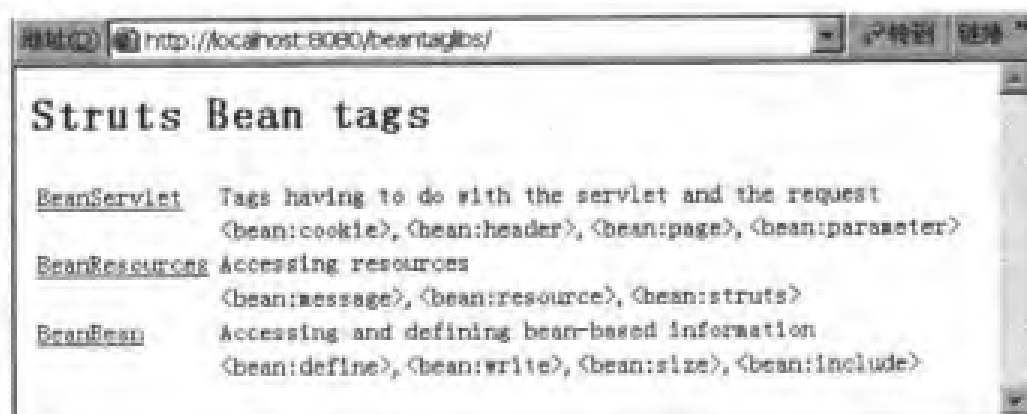 地址(D) http://localhost:8080/beantaglibs/ 转到 链接 »
Struts Bean tags
BeanServlet Tags having to do with the servlet and the request
<bean:cookie>, <bean:header>, <bean:page>, <bean:parameter>
BeanResources Accessing resources
<bean:message>, <bean:resource>, <bean:struts>
BeanBean Accessing and defining bean-based information
<bean:define>, <bean:write>, <bean:size>, <bean:include>